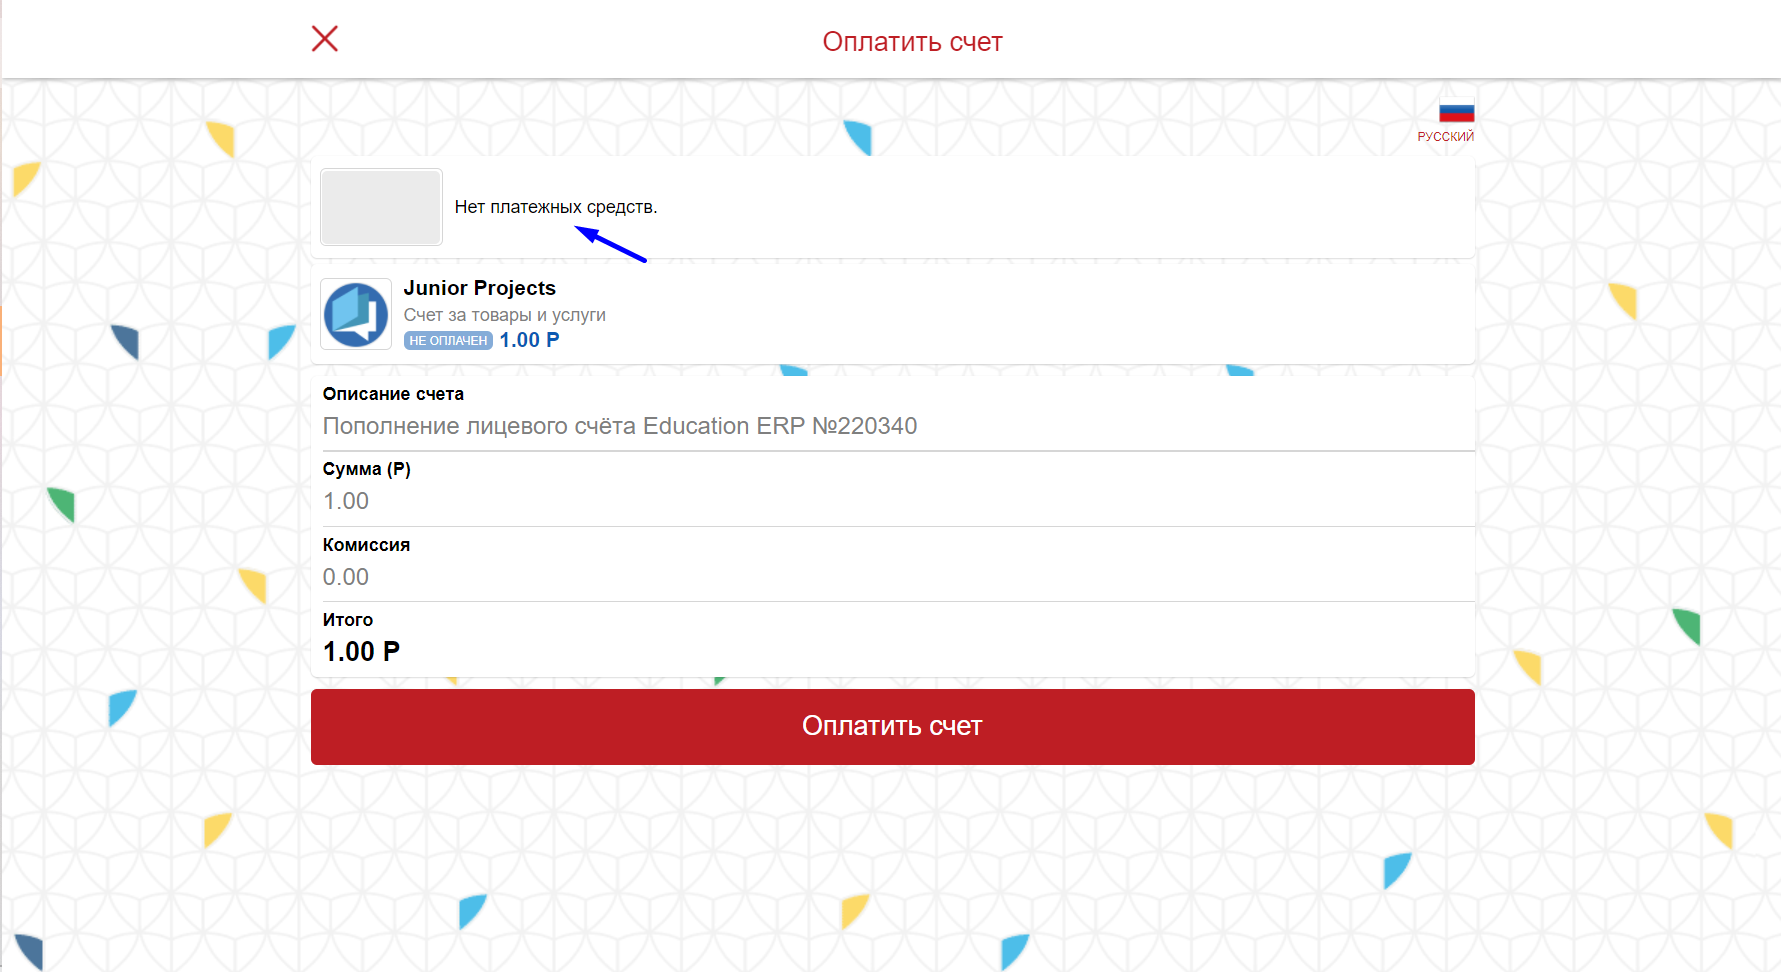 Оплатить счет
РУССКИЙ
Нет платежных средств.
Junior Projects
Счет за товары и услуги
НЕ ОПЛАЧЕН 1.00 Р
Описание счета
Пополнение лицевого счёта Education ERP №220340
Сумма (Р)
1.00
Комиссия
0.00
Итого
1.00 Р
Оплатить счет